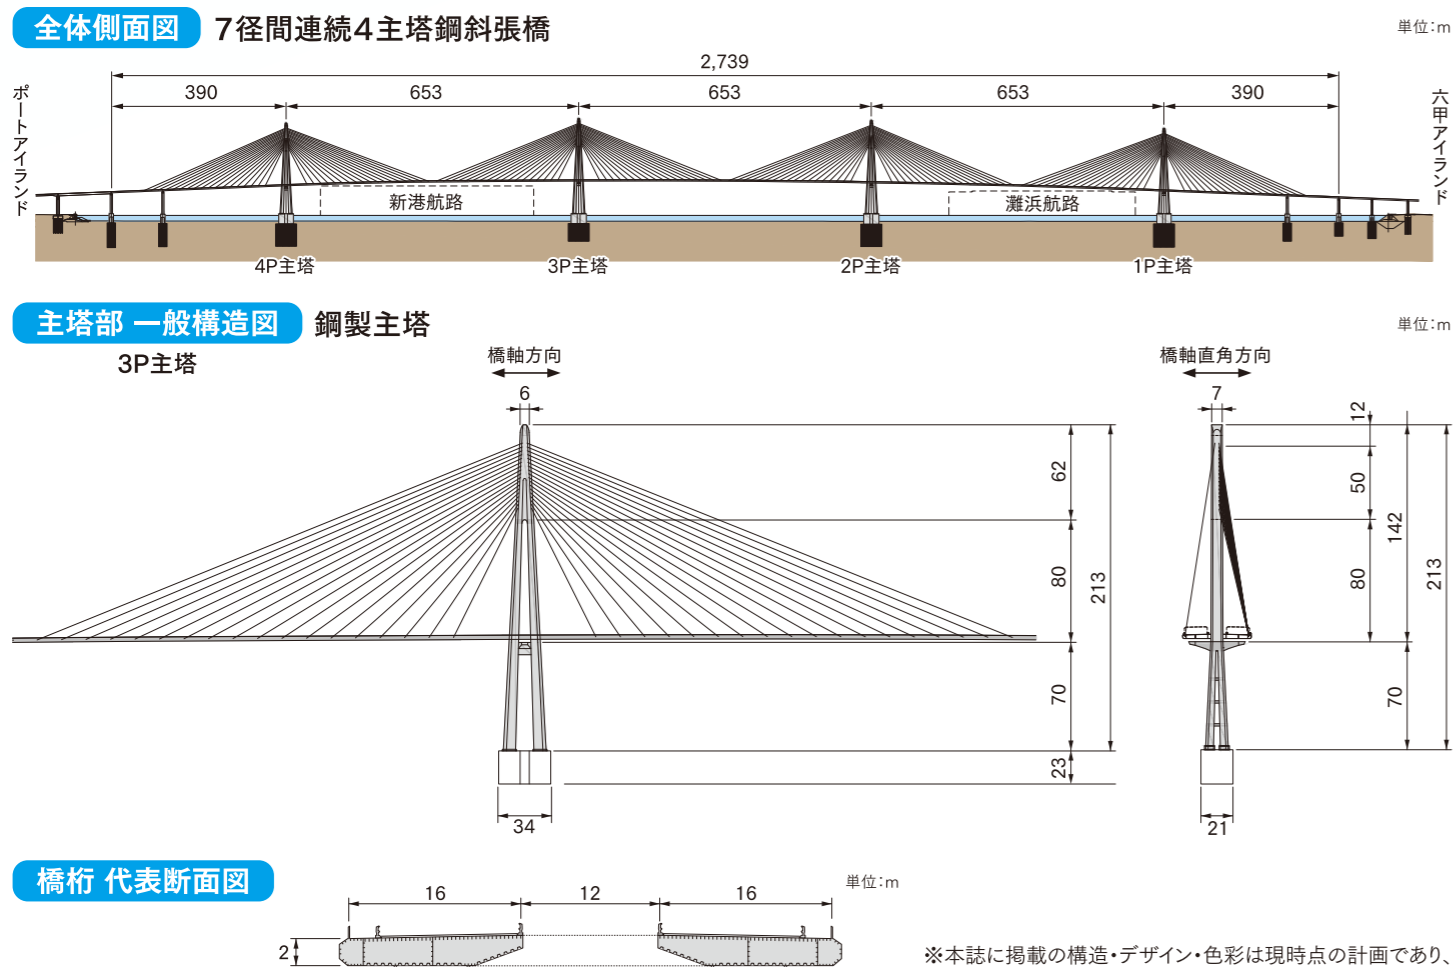 全体側面図 7径間連続4主塔鋼斜張橋
単位:m
2,739
390 653 653 653 390
ポートアイランド
六甲アイランド
新港航路
灘浜航路
4P主塔 3P主塔 2P主塔 1P主塔
主塔部 一般構造図 鋼製主塔
単位:m
3P主塔
橋軸方向
6
62
80
213
70
23
34
橋軸直角方向
7
12
50
142
80
213
70
21
橋桁 代表断面図
単位:m
16 12 16
2
※本誌に掲載の構造・デザイン・色彩は現時点の計画であり、